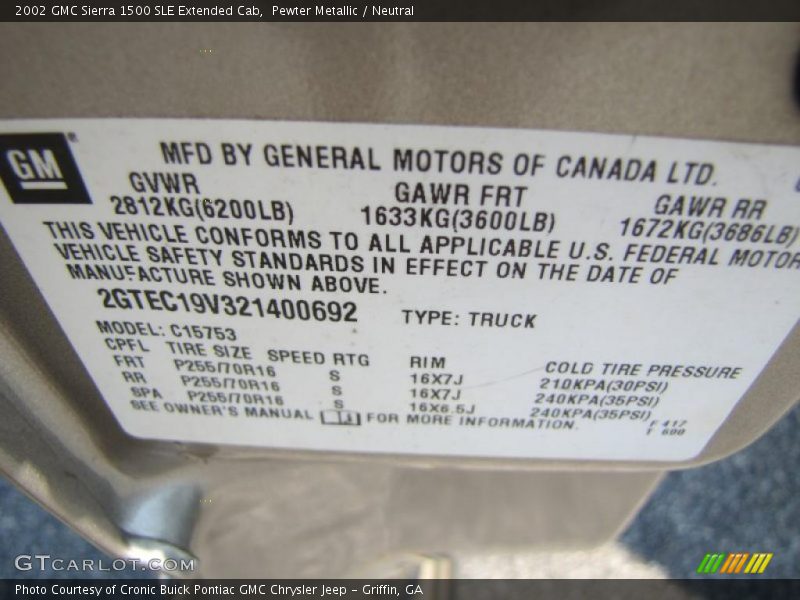 2002 GMC Sierra 1500 SLE Extended Cab, Pewter Metallic / Neutral
GM®
MFD BY GENERAL MOTORS OF CANADA LTD.
GVWR GAWR FRT GAWR RR
2812KG(6200LB) 1633KG(3600LB) 1672KG(3686LB)
THIS VEHICLE CONFORMS TO ALL APPLICABLE U.S. FEDERAL MOTOR
VEHICLE SAFETY STANDARDS IN EFFECT ON THE DATE OF
MANUFACTURE SHOWN ABOVE.
2GTEC19V321400692 TYPE: TRUCK
MODEL: C15753
CPFL TIRE SIZE SPEED RTG RIM COLD TIRE PRESSURE
FRT P255/70R16 S 16X7J 210KPA(30PSI)
RR P255/70R16 S 16X7J 240KPA(35PSI)
SPA P255/70R16 S 16X6.5J 240KPA(35PSI)
SEE OWNER'S MANUAL FOR MORE INFORMATION.
F 417
T 600
GTCARLOT.COM
Photo Courtesy of Cronic Buick Pontiac GMC Chrysler Jeep - Griffin, GA